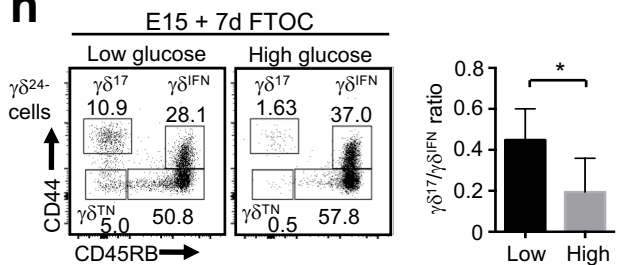 h
E15 + 7d FTOC
Low glucose
High glucose
γδ24-
cells
γδ17
γδIFN
10.9
28.1
γδTN
5.0
50.8
γδ17
γδIFN
1.63
37.0
0.5
57.8
CD44
CD45RB
γδ17/γδIFN ratio
0.8
0.6
0.4
0.2
0
*
Low
High